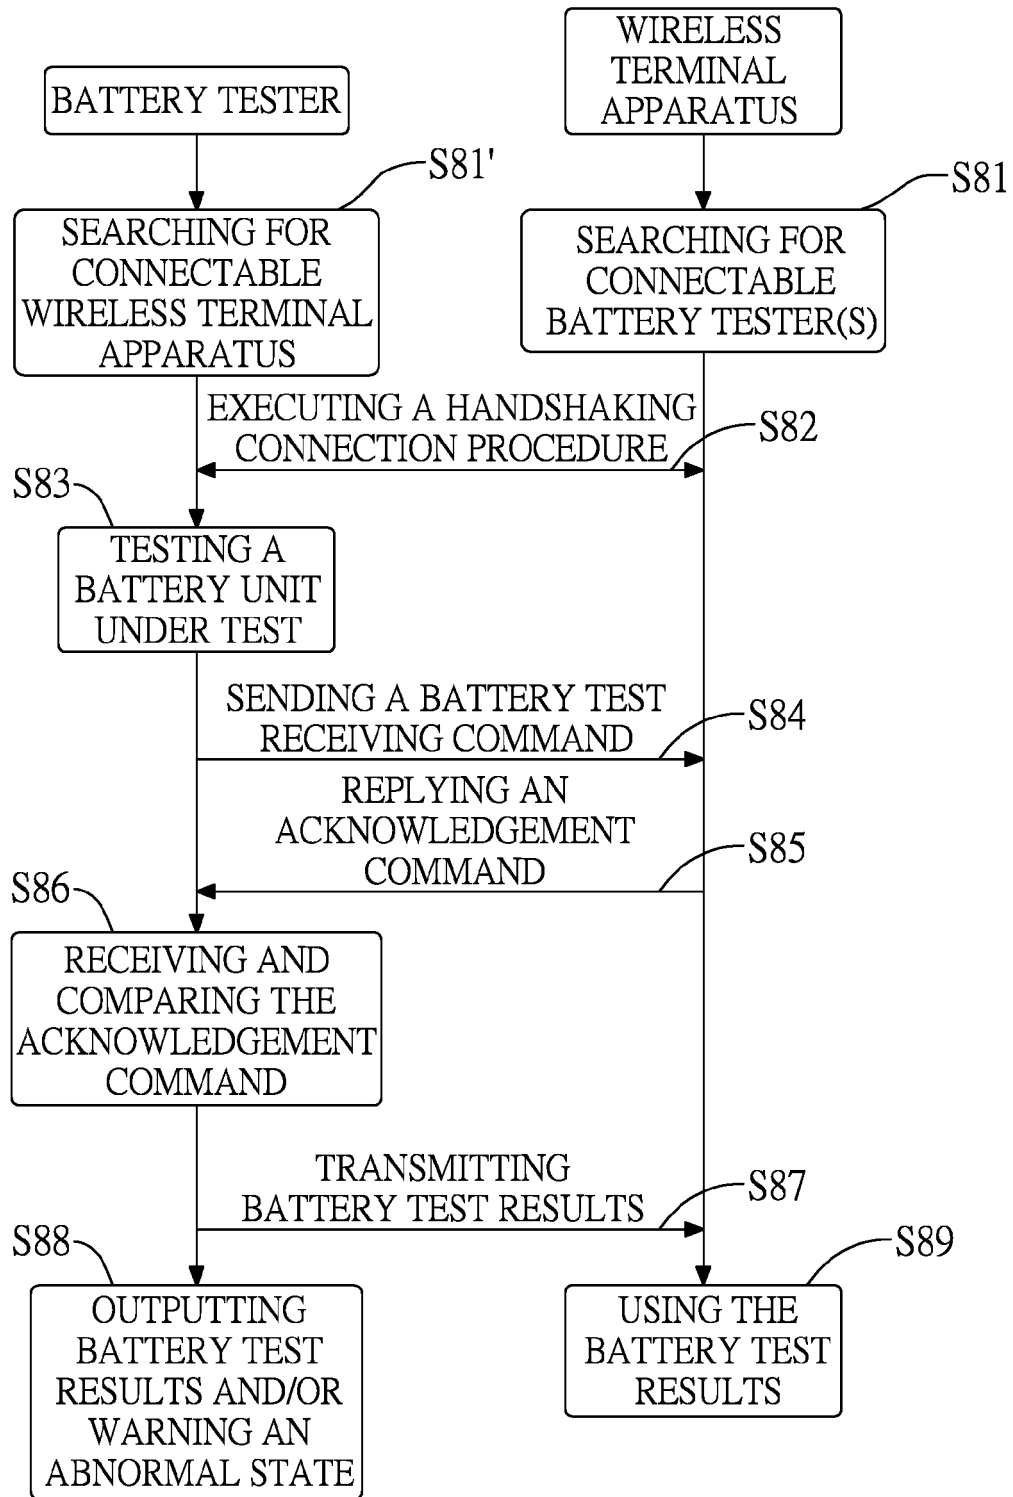 WIRELESS
TERMINAL
APPARATUS
BATTERY TESTER
S81'
S81
SEARCHING FOR
CONNECTABLE
WIRELESS TERMINAL
APPARATUS
SEARCHING FOR
CONNECTABLE
BATTERY TESTER(S)
EXECUTING A HANDSHAKING
CONNECTION PROCEDURE
S82
S83
TESTING A
BATTERY UNIT
UNDER TEST
SENDING A BATTERY TEST
RECEIVING COMMAND
S84
REPLYING AN
ACKNOWLEDGEMENT
COMMAND
S85
S86
RECEIVING AND
COMPARING THE
ACKNOWLEDGEMENT
COMMAND
TRANSMITTING
BATTERY TEST RESULTS
S87
S88
S89
OUTPUTTING
BATTERY TEST
RESULTS AND/OR
WARNING AN
ABNORMAL STATE
USING THE
BATTERY TEST
RESULTS